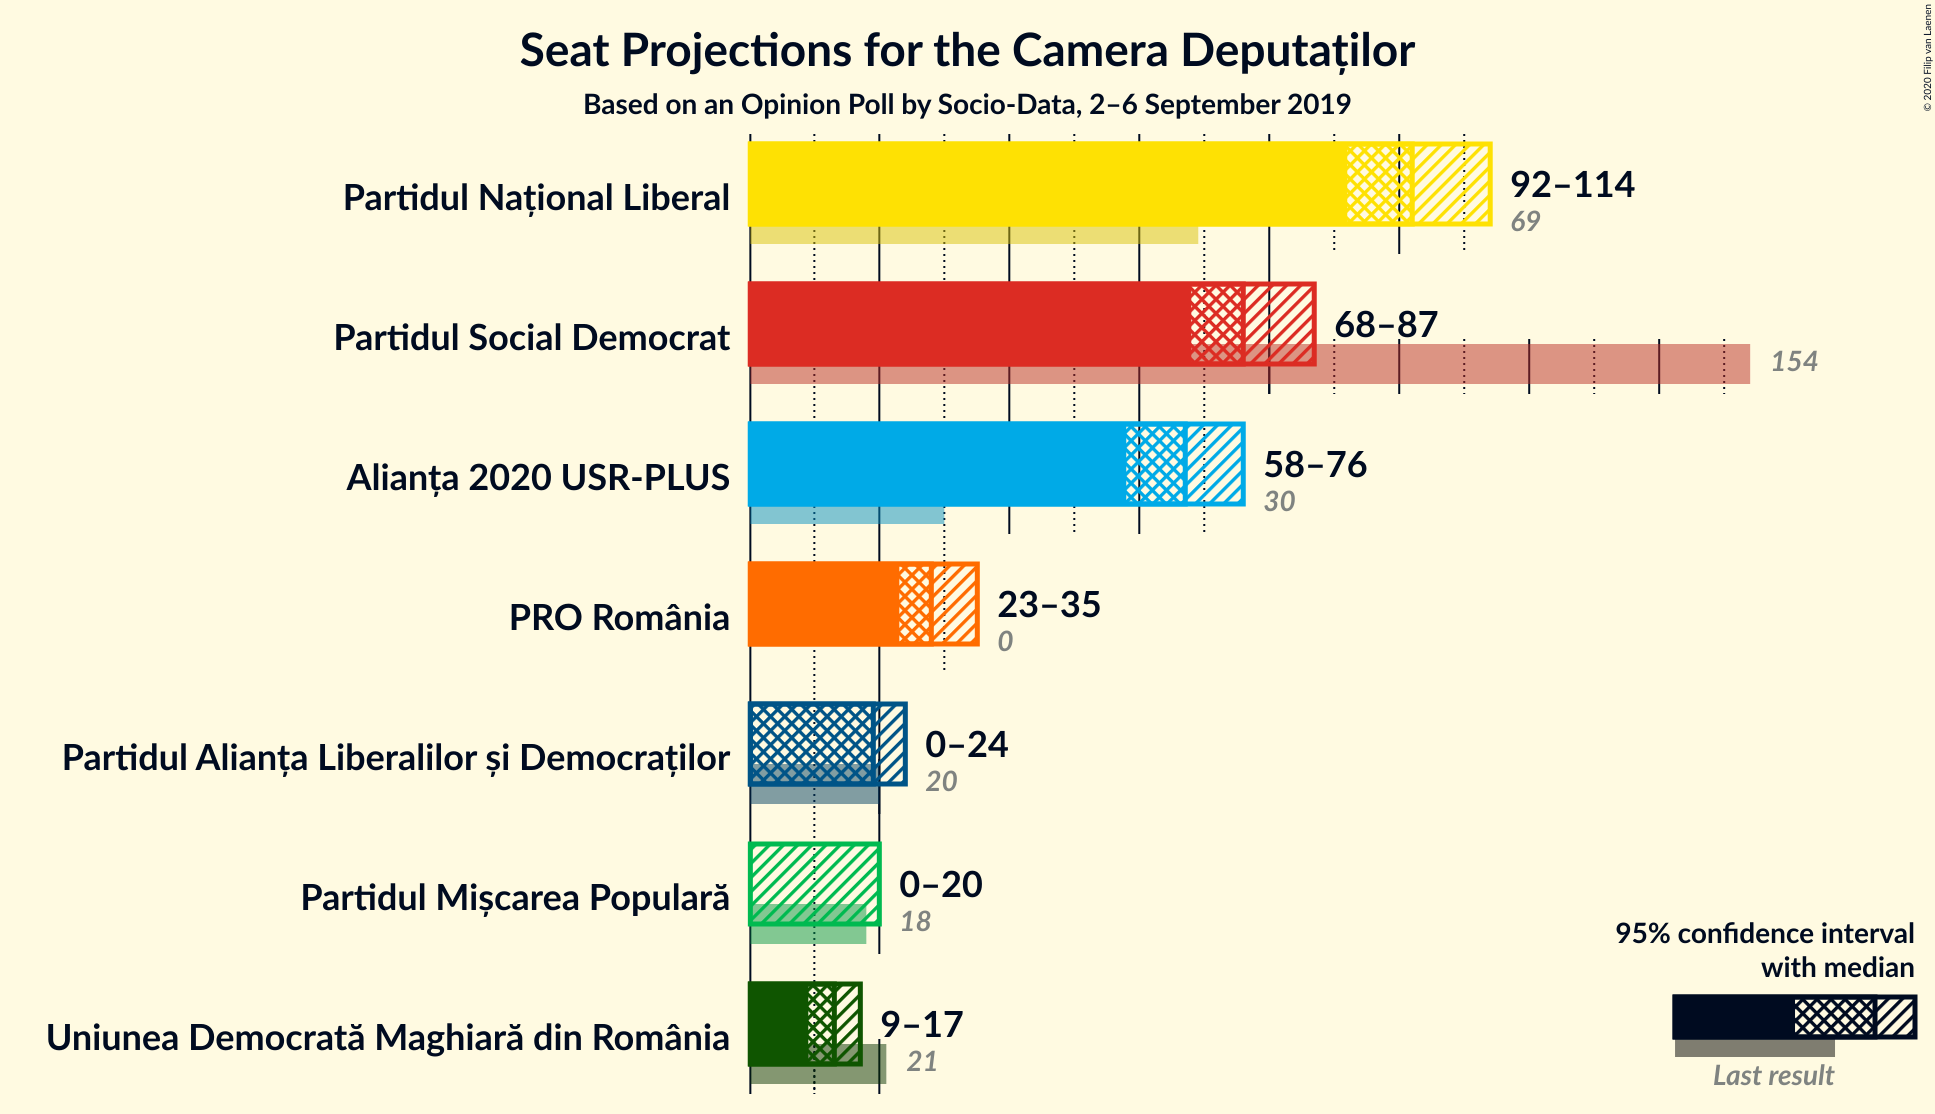 Seat Projections for the Camera Deputaților
Based on an Opinion Poll by Socio-Data, 2–6 September 2019
© 2020 Filip van Laenen
Partidul Național Liberal
92–114
69
Partidul Social Democrat
68–87
154
Alianța 2020 USR-PLUS
58–76
30
PRO România
23–35
0
Partidul Alianța Liberalilor și Democraților
0–24
20
Partidul Mișcarea Populară
0–20
18
Uniunea Democrată Maghiară din România
9–17
21
95% confidence interval
with median
Last result